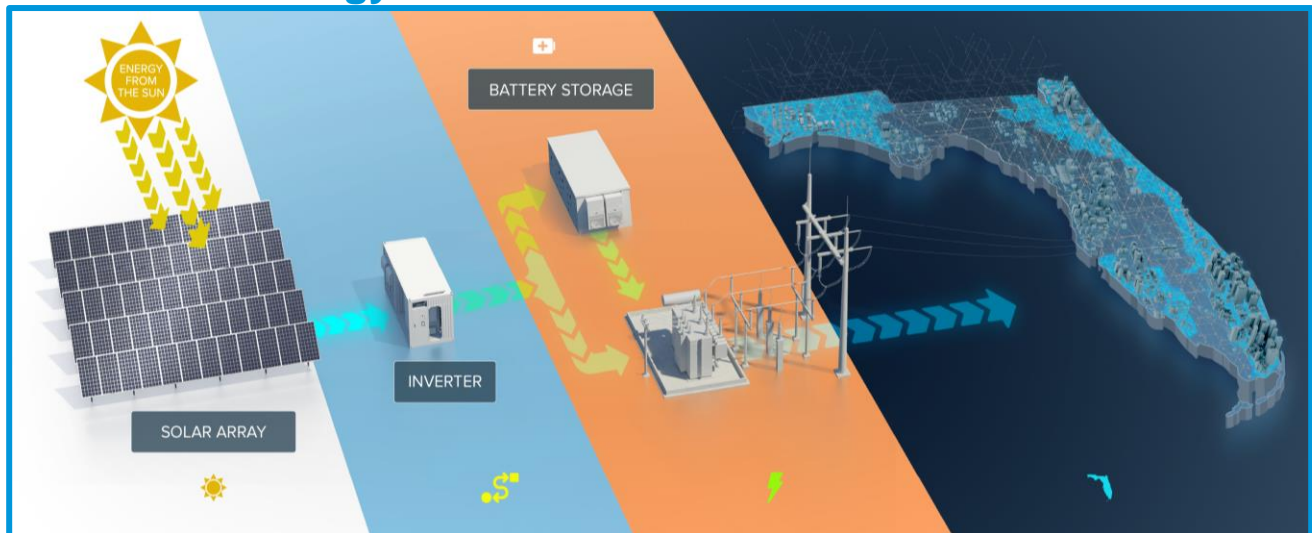 ENERGY
FROM
THE SUN
BATTERY STORAGE
INVERTER
SOLAR ARRAY